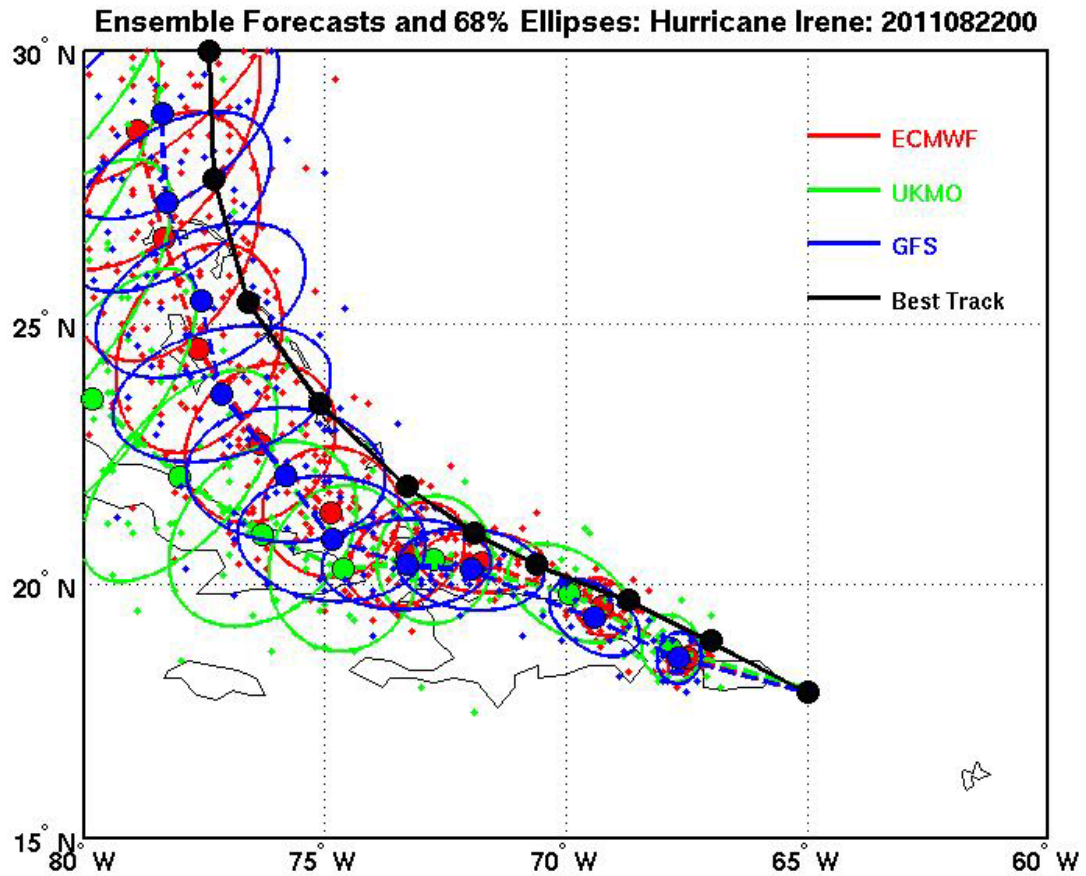 Ensemble Forecasts and 68% Ellipses: Hurricane Irene: 2011082200
30° N
ECMWF
UKMO
GFS
Best Track
25° N
20° N
15° N
80° W 75° W 70° W 65° W 60° W